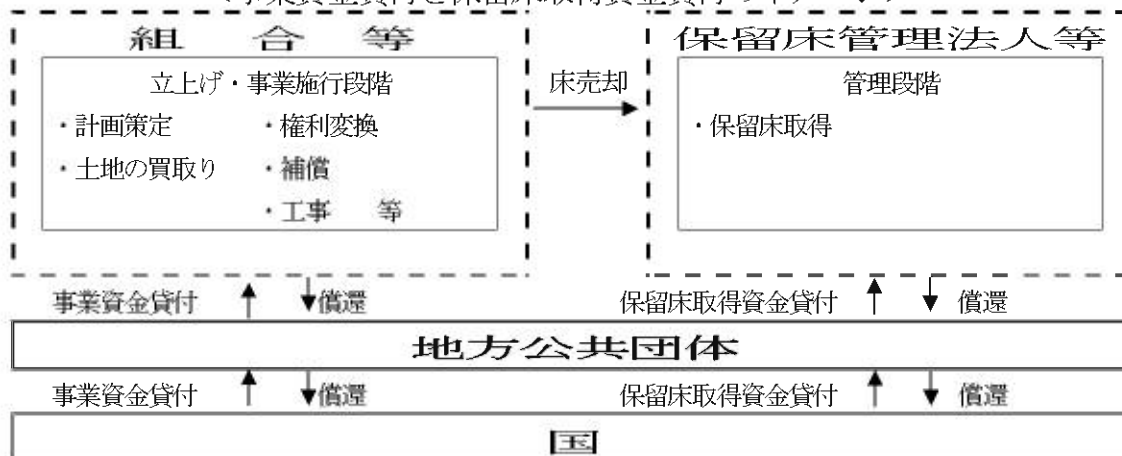 組合等
立上げ・事業施行段階
・計画策定 ・権利変換
・土地の買取り ・補償
・工事 等
床売却
保留床管理法人等
管理段階
・保留床取得
事業資金貸付 償還
保留床取得資金貸付 償還
地方公共団体
事業資金貸付 償還
保留床取得資金貸付 償還
国